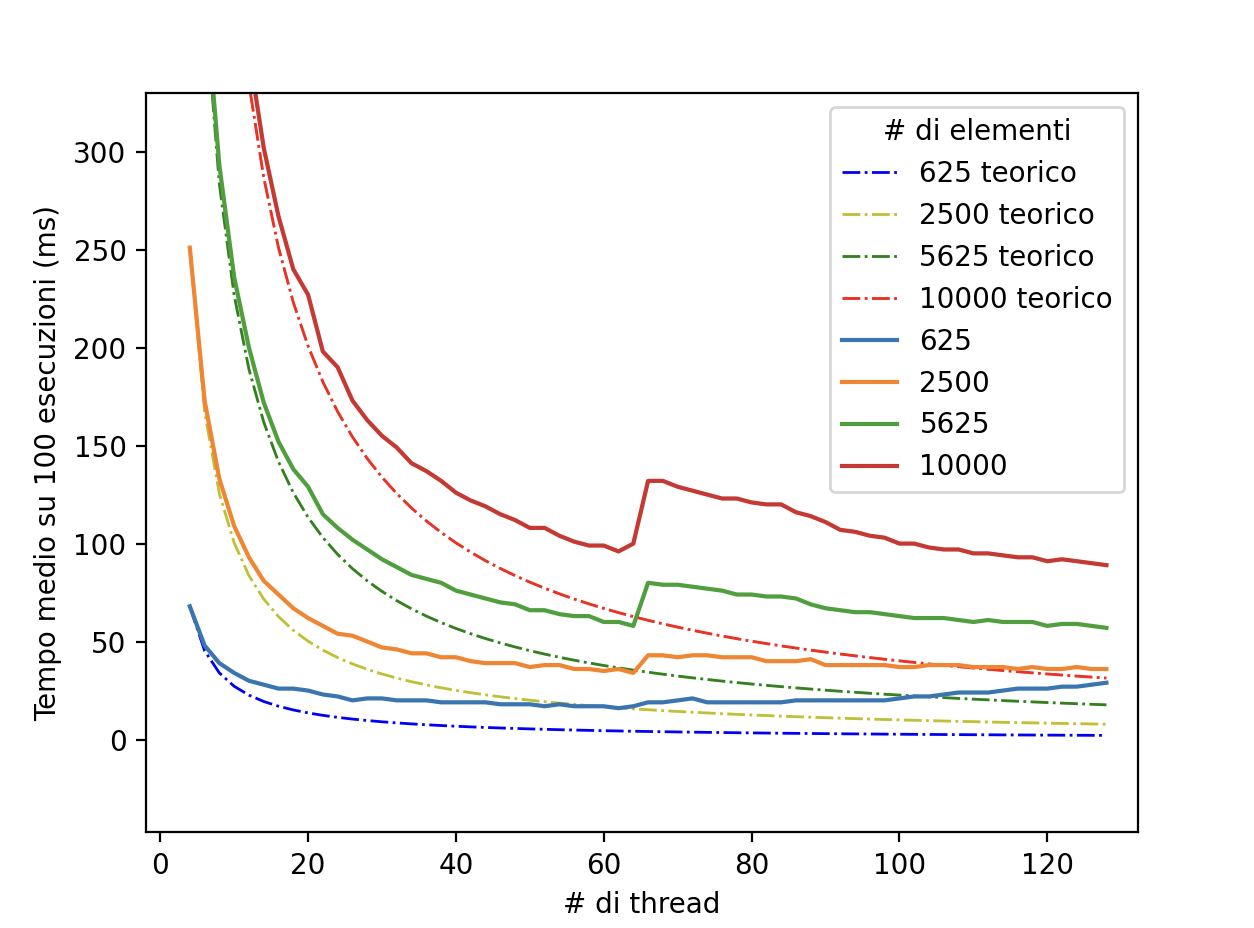 # di elementi
625 teorico
2500 teorico
5625 teorico
10000 teorico
625
2500
5625
10000
Tempo medio su 100 esecuzioni (ms)
300
250
200
150
100
50
0
0 20 40 60 80 100 120
# di thread